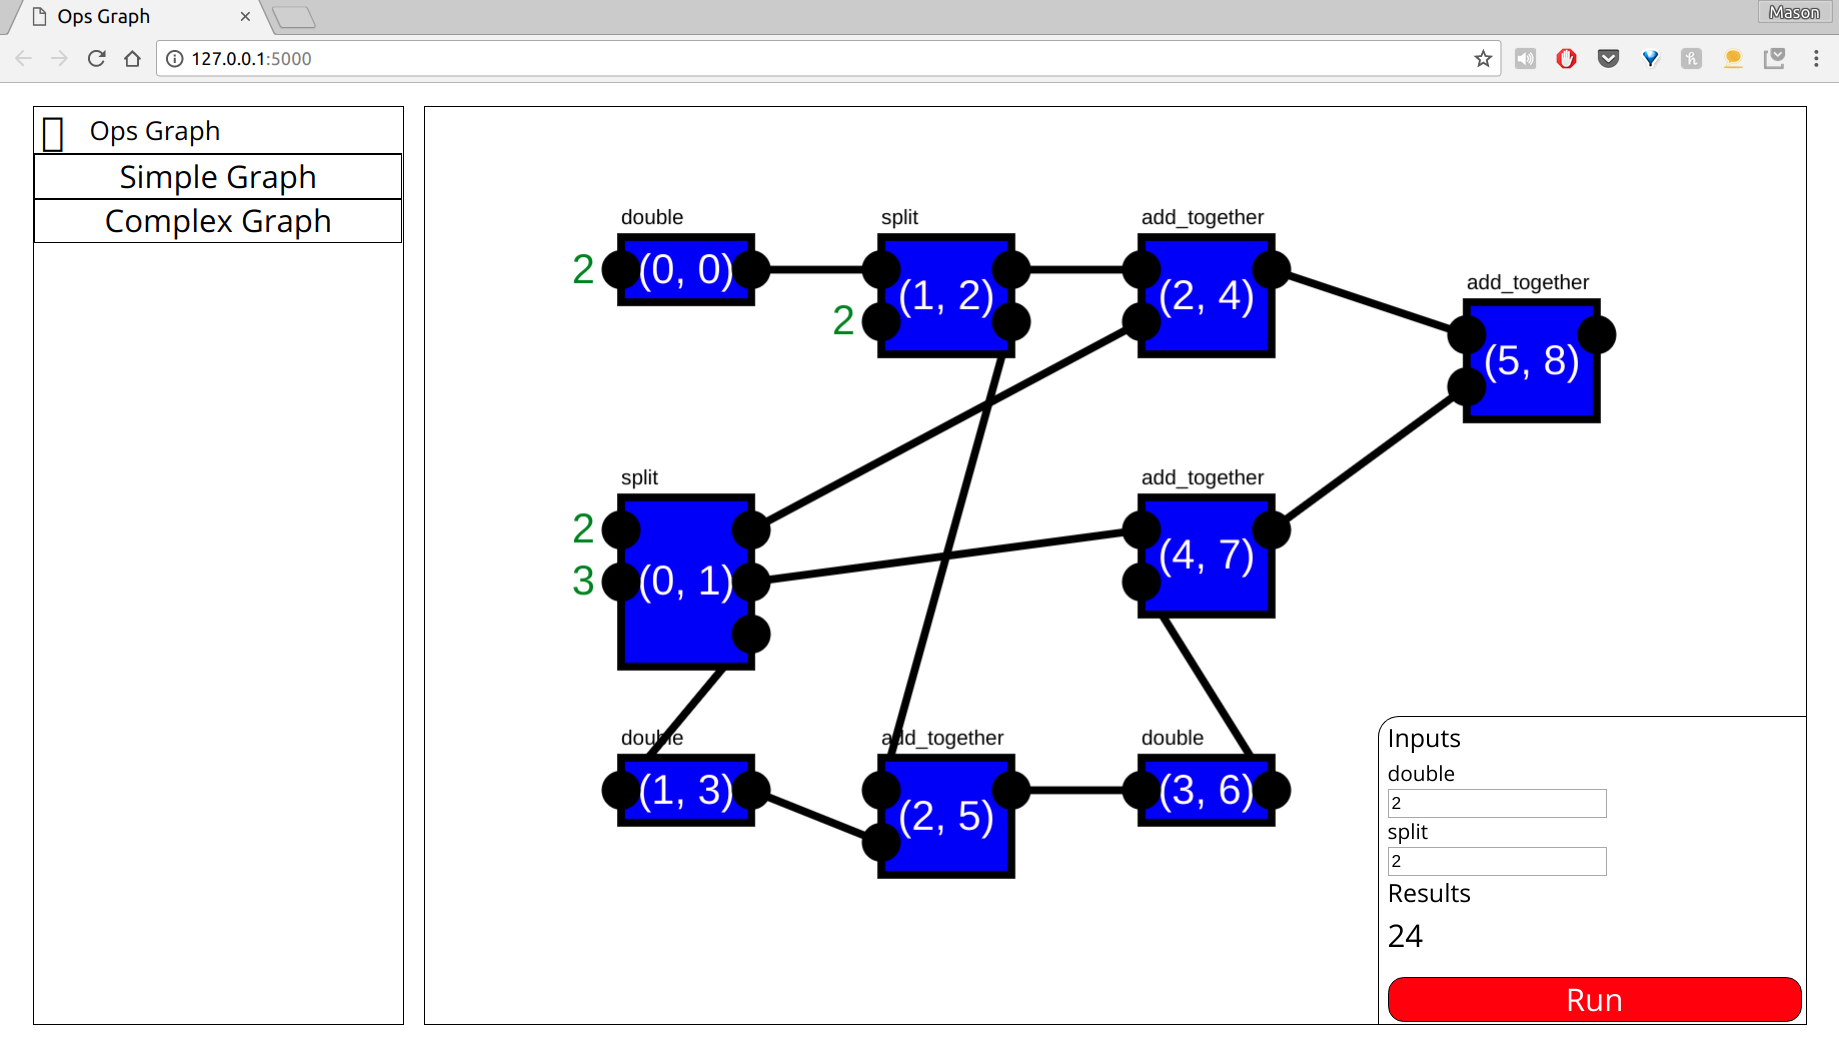 Ops Graph
Mason
127.0.0.1:5000
Ops Graph
Simple Graph
Complex Graph
double
split
add_together
2
(0, 0)
(1, 2)
2
(2, 4)
add_together
(5, 8)
split
add_together
2
3
(0, 1)
(4, 7)
double
add_together
double
(1, 3)
(2, 5)
(3, 6)
Inputs
double
2
split
2
Results
24
Run